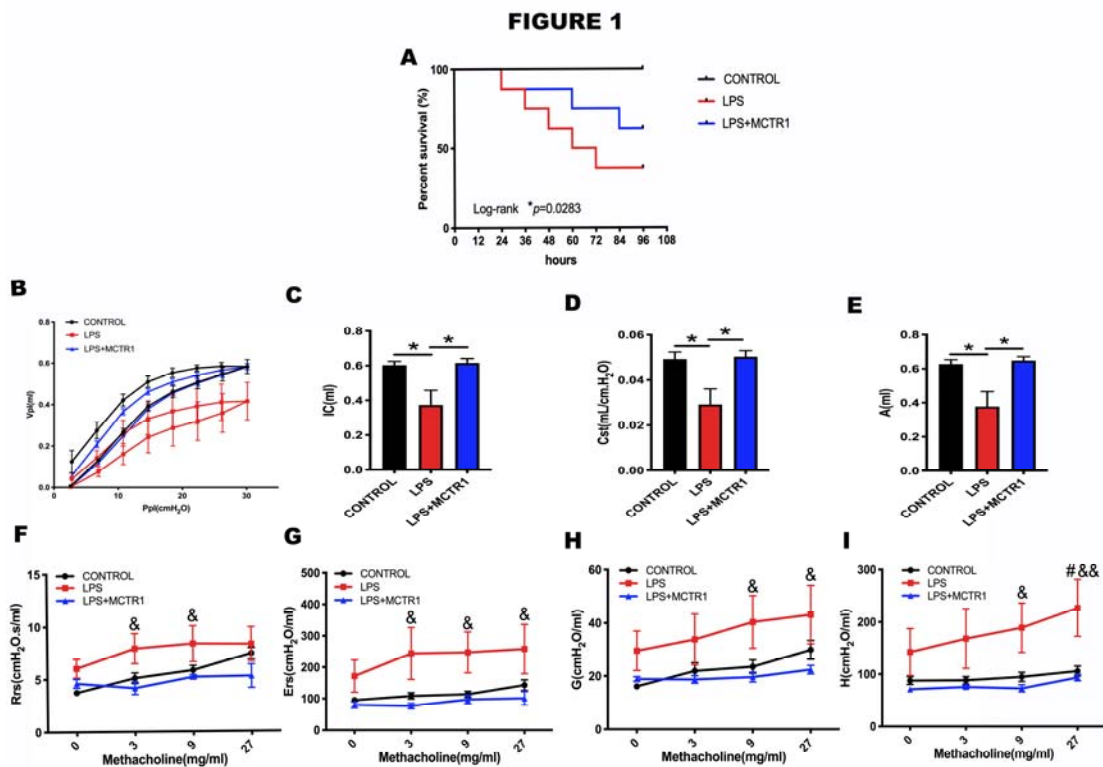 FIGURE 1
A
Percent survival (%)
100
50
0
0 12 24 36 48 60 72 84 96 108
hours
Log-rank *p=0.0283
CONTROL
LPS
LPS+MCTR1
B
Vpl(ml)
0.8
0.6
0.4
0.2
0.0
0 10 20 30
Ppl(cmH₂O)
CONTROL
LPS
LPS+MCTR1
C
IC(ml)
0.8
0.6
0.4
0.2
0.0
* *
CONTROL
LPS
LPS+MCTR1
D
Cst(mL/cm.H₂O)
0.06
0.04
0.02
0.00
* *
CONTROL
LPS
LPS+MCTR1
E
A(ml)
0.8
0.6
0.4
0.2
0.0
* *
CONTROL
LPS
LPS+MCTR1
F
Rrs(cmH₂O.s/ml)
15
10
5
0
CONTROL
LPS
LPS+MCTR1
& &
0 3 9 27
Methacholine(mg/ml)
G
Ers(cmH₂O/ml)
500
400
300
200
100
0
CONTROL
LPS
LPS+MCTR1
& & &
0 3 9 27
Methacholine(mg/ml)
H
G(cmH₂O/ml)
60
40
20
0
CONTROL
LPS
LPS+MCTR1
& &
0 3 9 27
Methacholine(mg/ml)
I
H(cmH₂O/ml)
300
200
100
0
CONTROL
LPS
LPS+MCTR1
& #&&
0 3 9 27
Methacholine(mg/ml)